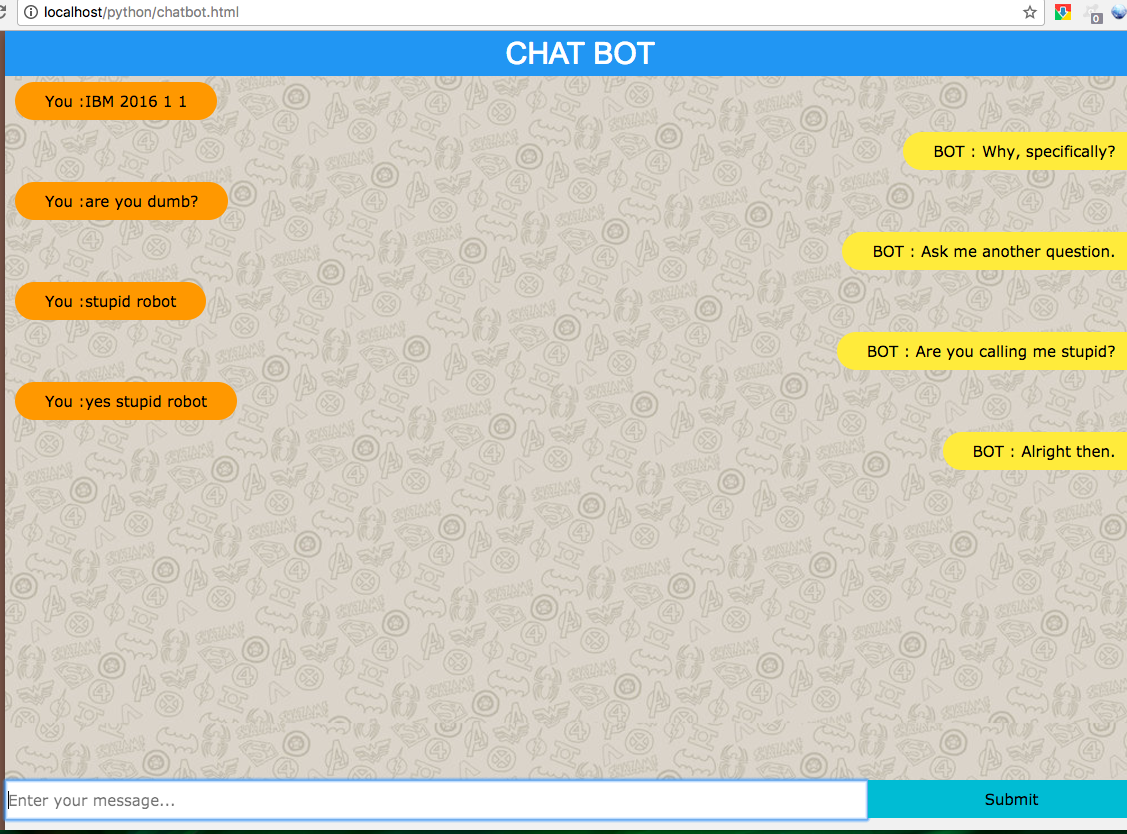 localhost/python/chatbot.html
0
CHAT BOT
You :IBM 2016 1 1
BOT : Why, specifically?
You :are you dumb?
BOT : Ask me another question.
You :stupid robot
BOT : Are you calling me stupid?
You :yes stupid robot
BOT : Alright then.
Enter your message...
Submit